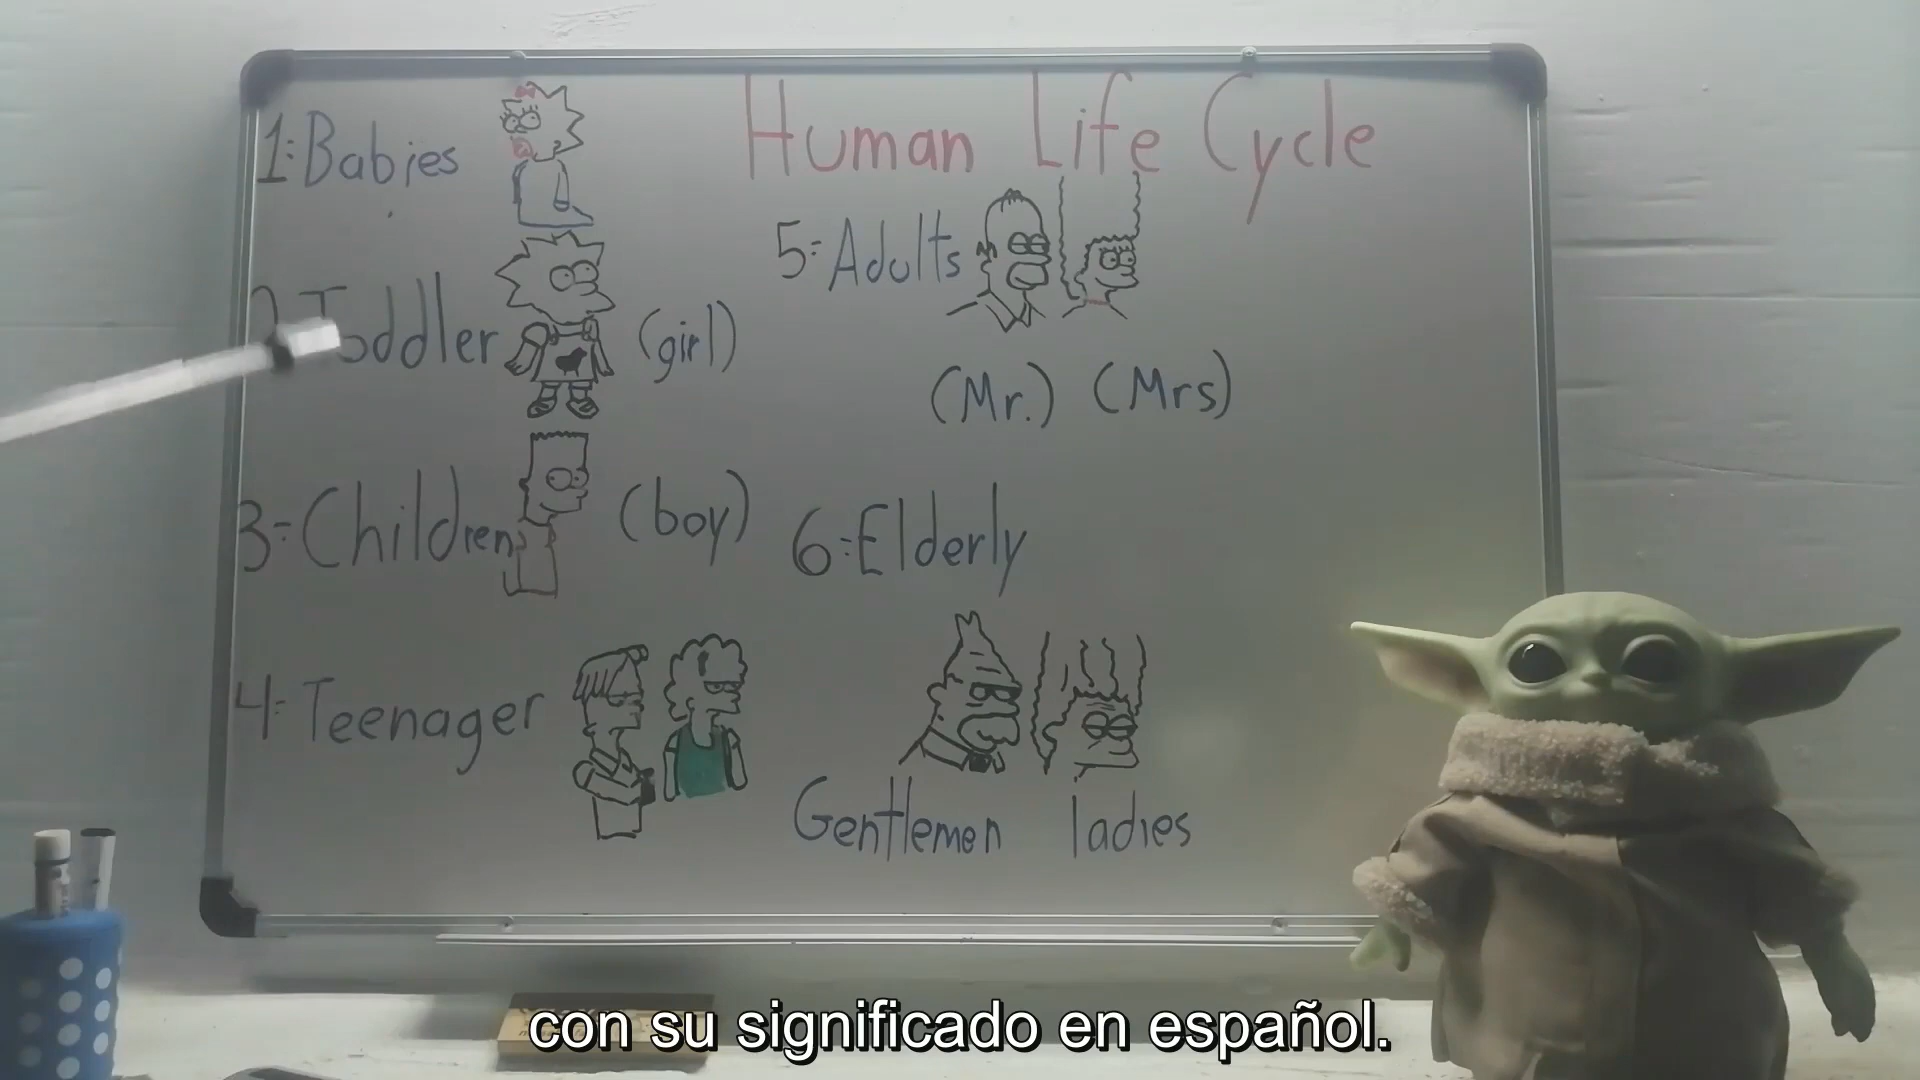 Human Life Cycle
1: Babies
2 Toddler (girl)
3=Children (boy)
4= Teenager
5= Adults
(Mr.) (Mrs)
6=Elderly
Gentlemen ladies
con su significado en español.